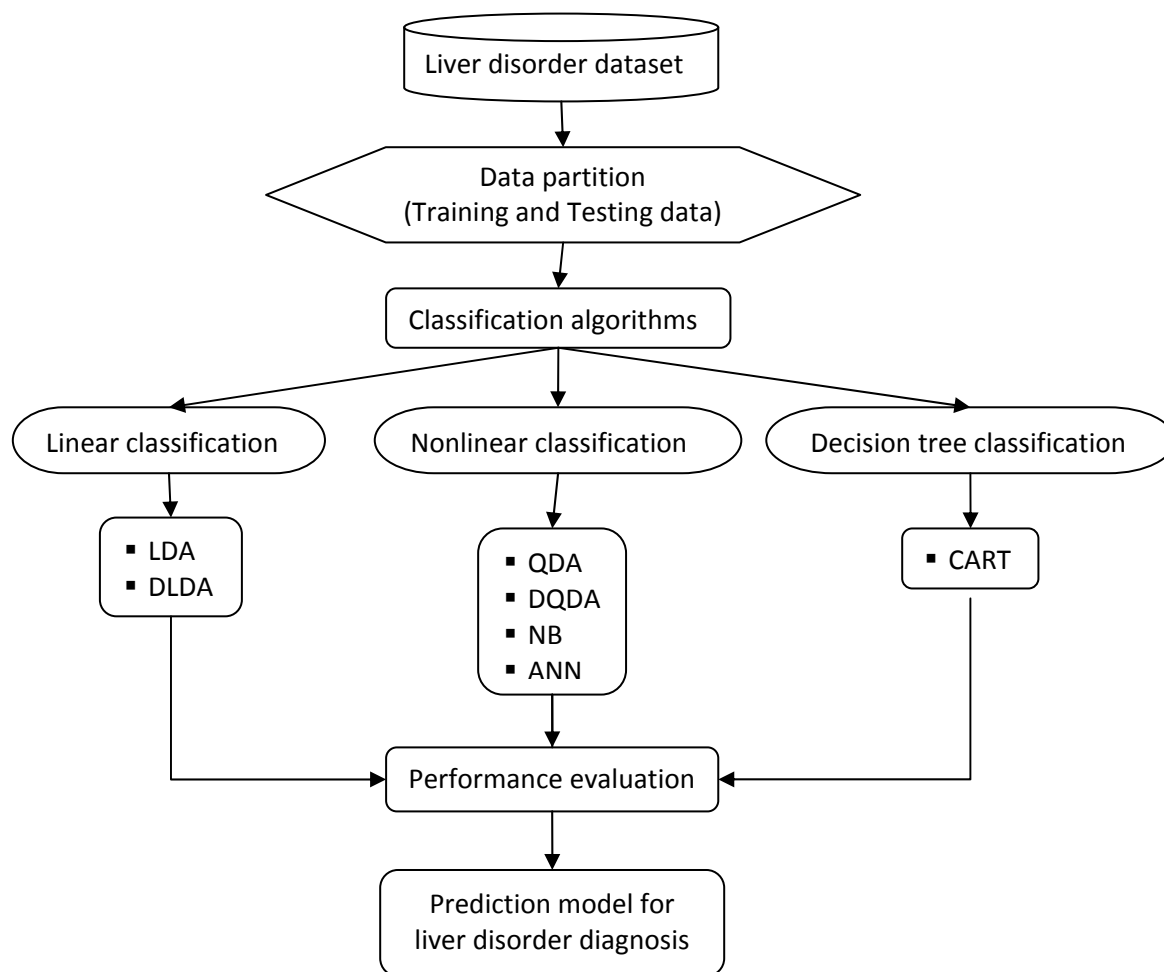 Liver disorder dataset
Data partition
(Training and Testing data)
Classification algorithms
Linear classification
Nonlinear classification
Decision tree classification
▪ LDA
▪ DLDA
▪ QDA
▪ DQDA
▪ NB
▪ ANN
▪ CART
Performance evaluation
Prediction model for
liver disorder diagnosis